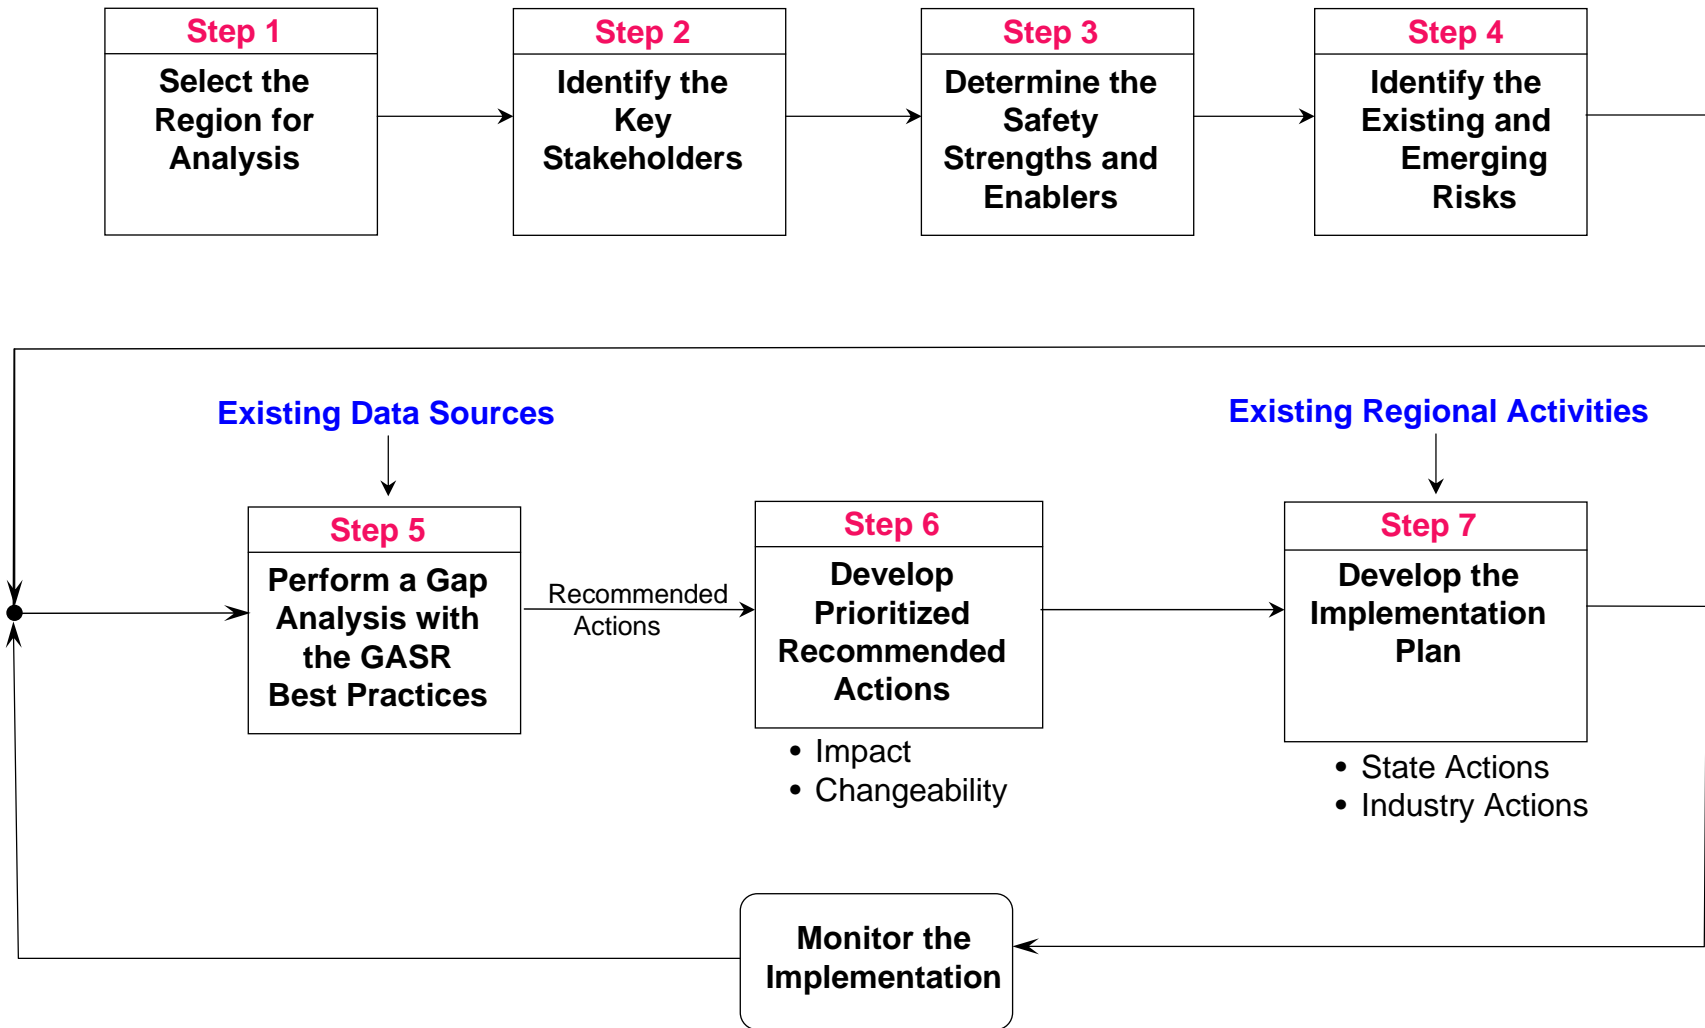 Step 1
Select the
Region for
Analysis
Step 2
Identify the
Key
Stakeholders
Step 3
Determine the
Safety
Strengths and
Enablers
Step 4
Identify the
Existing and
Emerging
Risks
Existing Data Sources
Existing Regional Activities
Step 5
Perform a Gap
Analysis with
the GASR
Best Practices
Recommended
Actions
Step 6
Develop
Prioritized
Recommended
Actions
• Impact
• Changeability
Step 7
Develop the
Implementation
Plan
• State Actions
• Industry Actions
Monitor the
Implementation